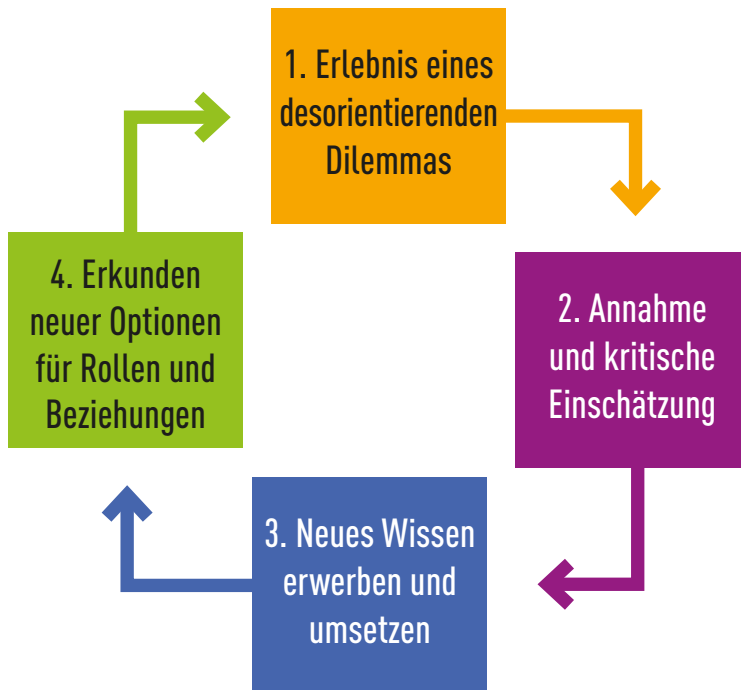 1. Erlebnis eines
desorientierenden
Dilemmas
2. Annahme
und kritische
Einschätzung
3. Neues Wissen
erwerben und
umsetzen
4. Erkunden
neuer Optionen
für Rollen und
Beziehungen